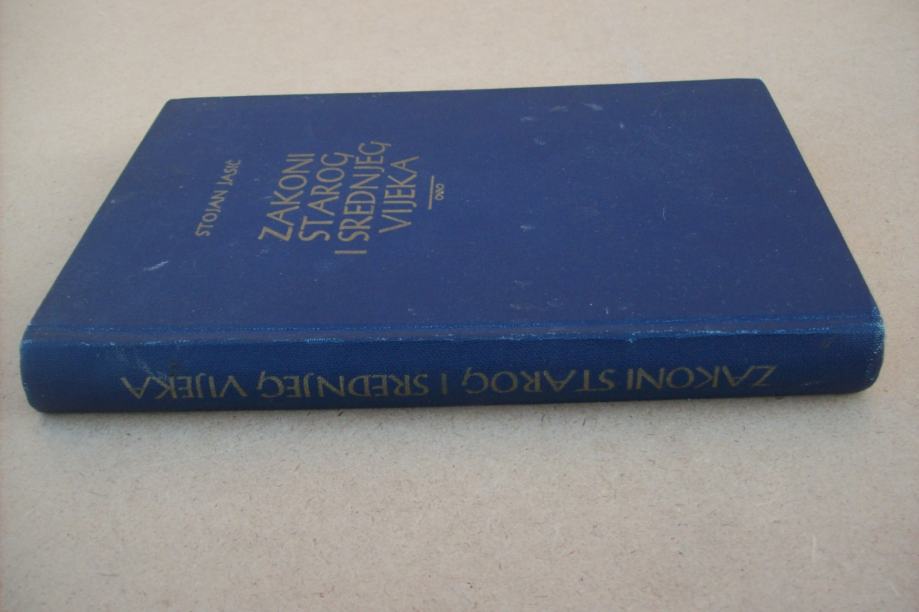 STOJAN JASIĆ
ZAKONI
STAROG
I SREDNJEG
VIJEKA
ZAKONI STAROG I SREDNJEG VIJEKA